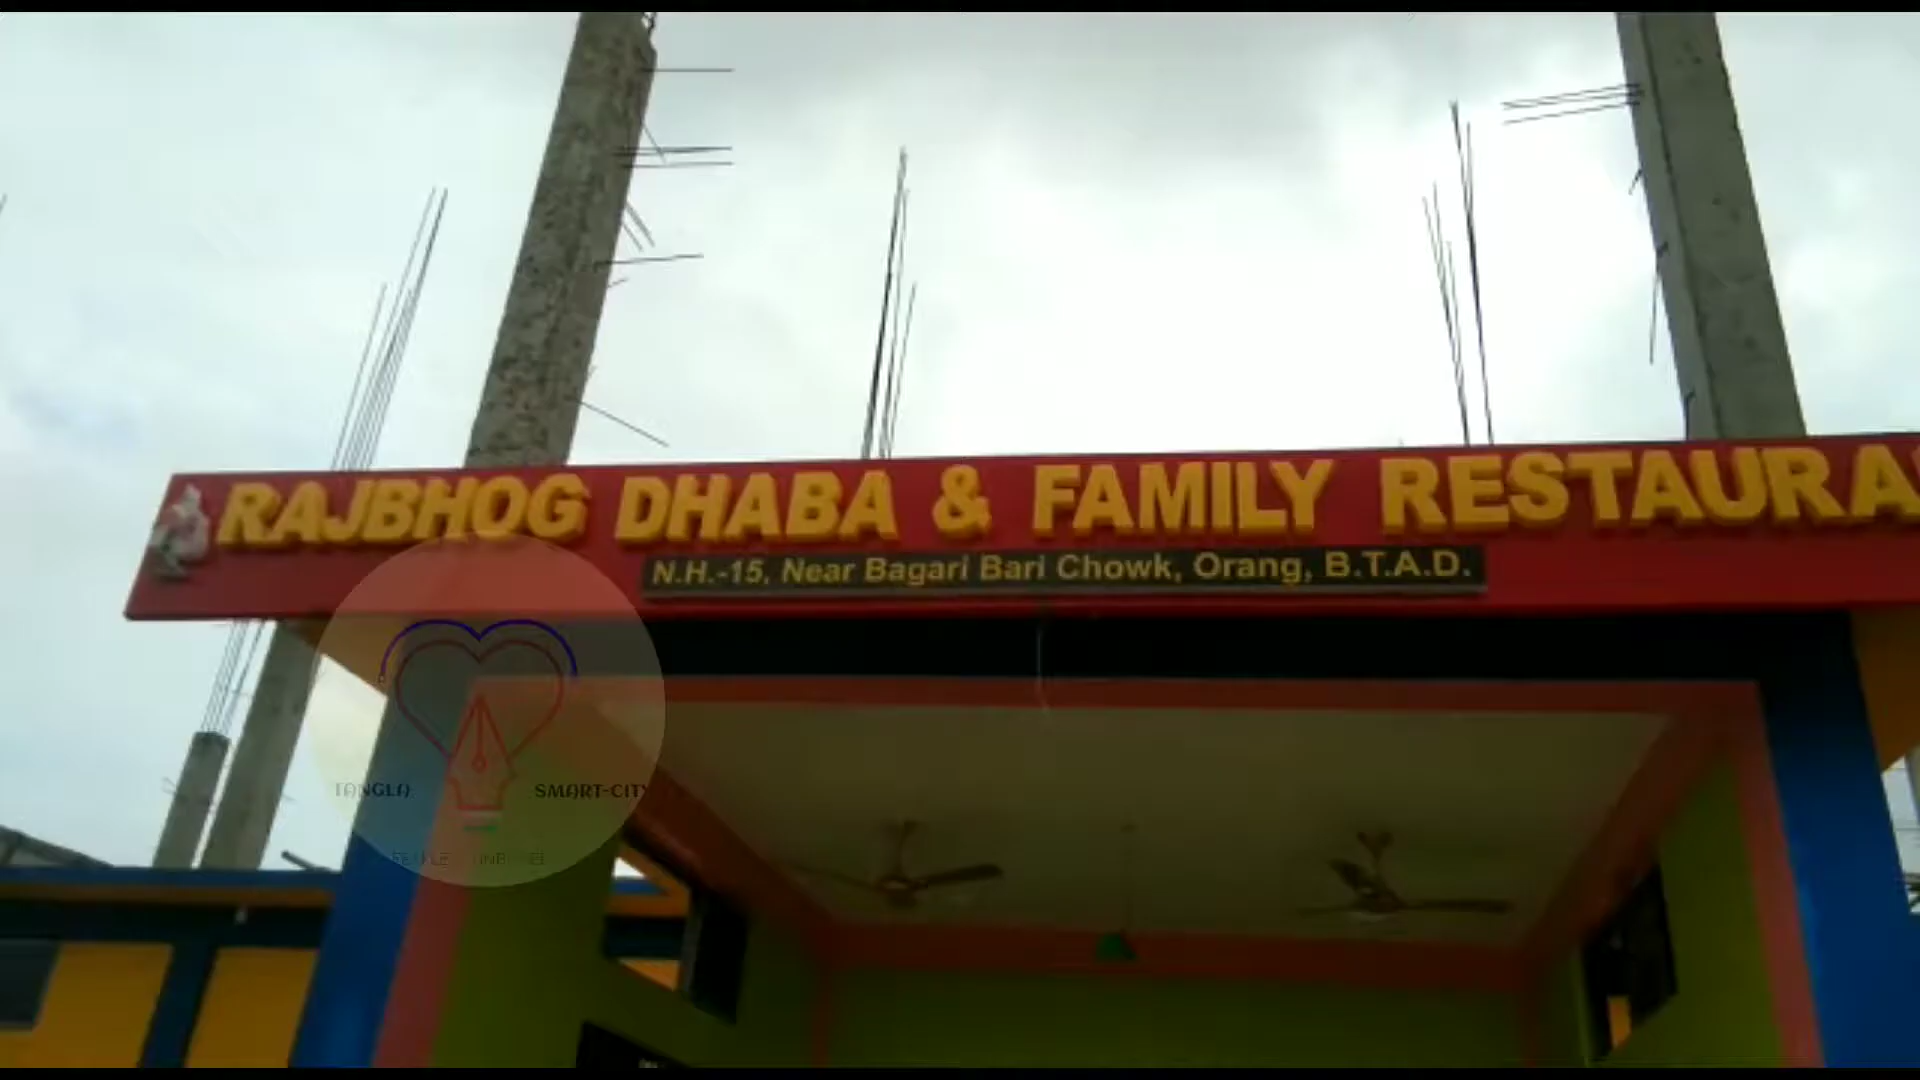 RAJBHOG DHABA & FAMILY RESTAURA
N.H.-15, Near Bagari Bari Chowk, Orang, B.T.A.D.
TANGLA SMART-CITY